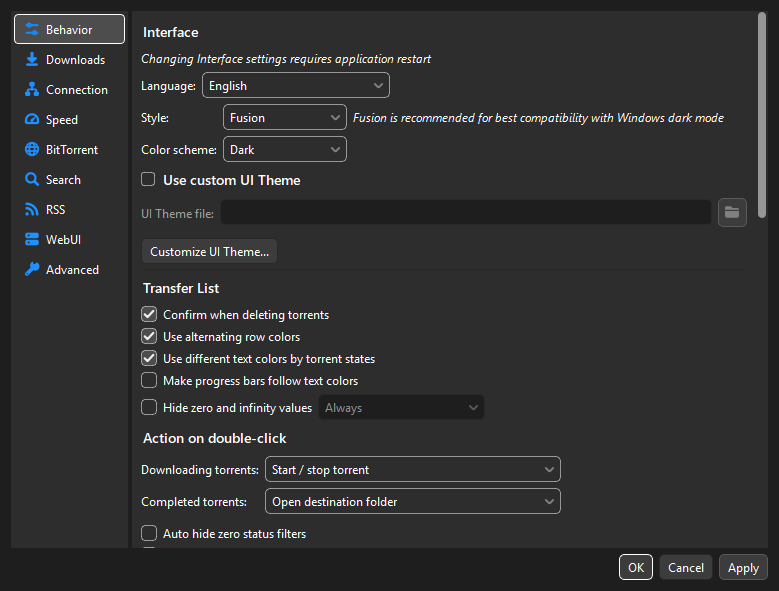 Behavior
Downloads
Connection
Speed
BitTorrent
Search
RSS
WebUI
Advanced
Interface
Changing Interface settings requires application restart
Language: English
Style: Fusion Fusion is recommended for best compatibility with Windows dark mode
Color scheme: Dark
Use custom UI Theme
UI Theme file:
Customize UI Theme...
Transfer List
Confirm when deleting torrents
Use alternating row colors
Use different text colors by torrent states
Make progress bars follow text colors
Hide zero and infinity values Always
Action on double-click
Downloading torrents: Start / stop torrent
Completed torrents: Open destination folder
Auto hide zero status filters
OK Cancel Apply